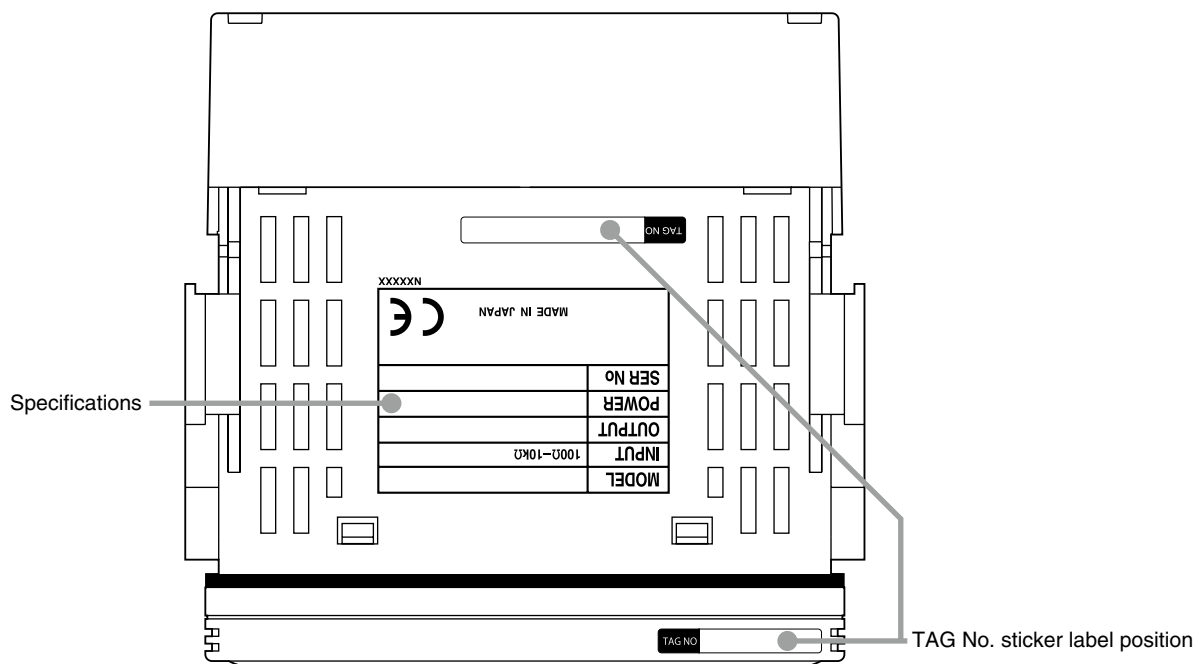 TAG NO
NXXXXX
CE
MADE IN JAPAN
SER No
POWER
OUTPUT
INPUT 100Ω−10kΩ
MODEL
Specifications
TAG NO
TAG No. sticker label position